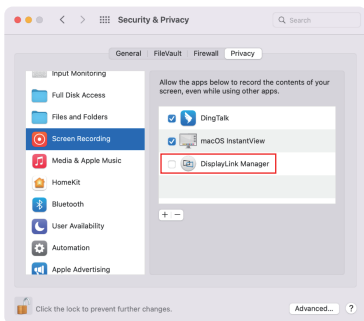 Security & Privacy
Search
General
FileVault
Firewall
Privacy
Input Monitoring
Full Disk Access
Files and Folders
Screen Recording
Media & Apple Music
HomeKit
Bluetooth
User Availability
Automation
Apple Advertising
Allow the apps below to record the contents of your
screen, even while using other apps.
DingTalk
macOS InstantView
DisplayLink Manager
+ −
Click the lock to prevent further changes.
Advanced...
?